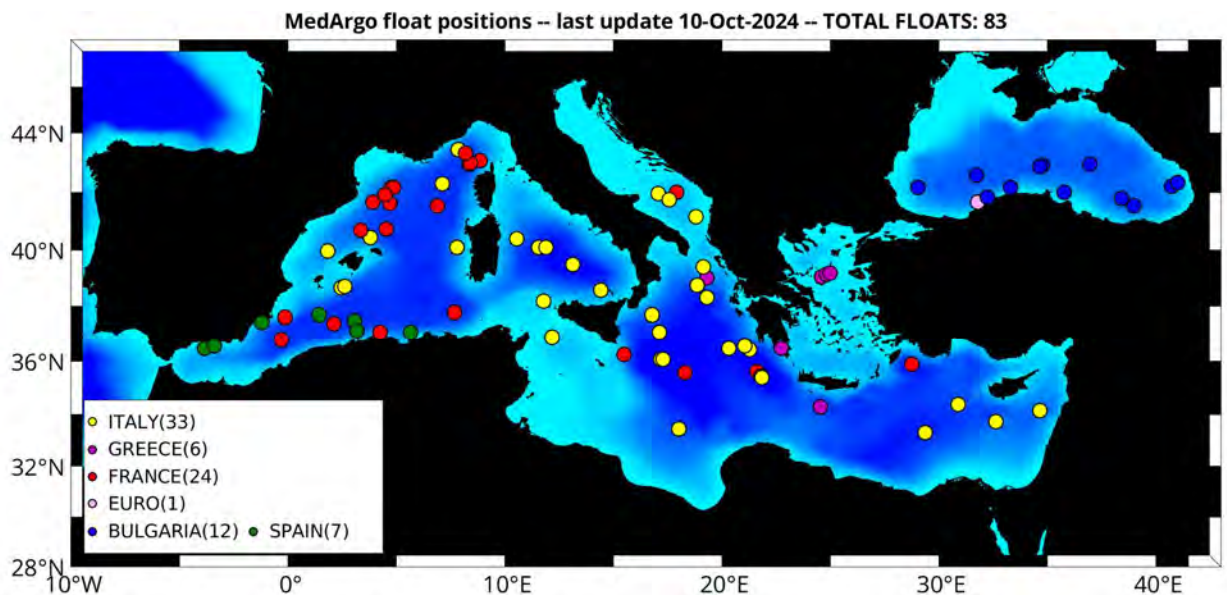 MedArgo float positions -- last update 10-Oct-2024 -- TOTAL FLOATS: 83
44°N
40°N
36°N
32°N
28°N
ITALY(33)
GREECE(6)
FRANCE(24)
EURO(1)
BULGARIA(12) SPAIN(7)
10°W 0° 10°E 20°E 30°E 40°E